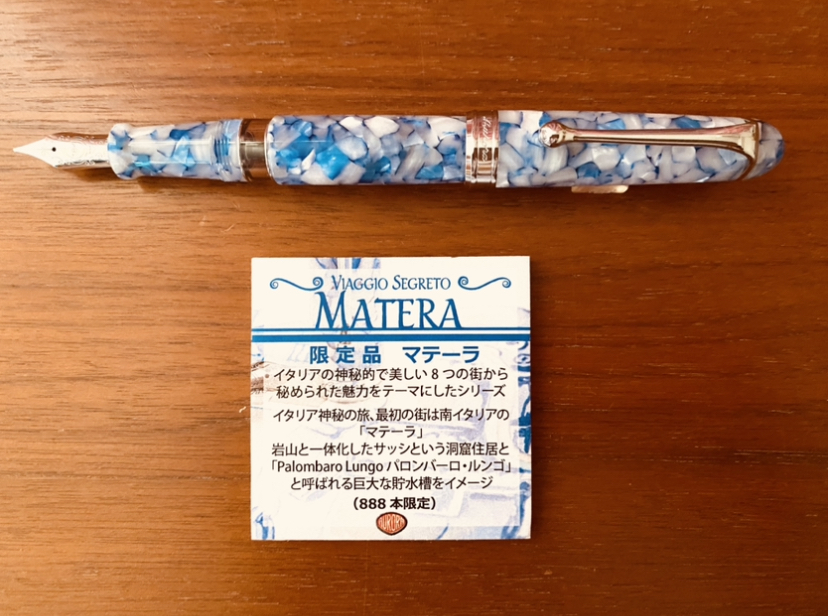 VIAGGIO SEGRETO
MATERA
限定品 マテーラ
イタリアの神秘的で美しい8つの街から
秘められた魅力をテーマにしたシリーズ
イタリア神秘の旅、最初の街は南イタリアの
「マテーラ」
岩山と一体化したサッシという洞窟住居と
「Palombaro Lungo パロンバーロ・ルンゴ」
と呼ばれる巨大な貯水槽をイメージ
（888本限定）
AURORA